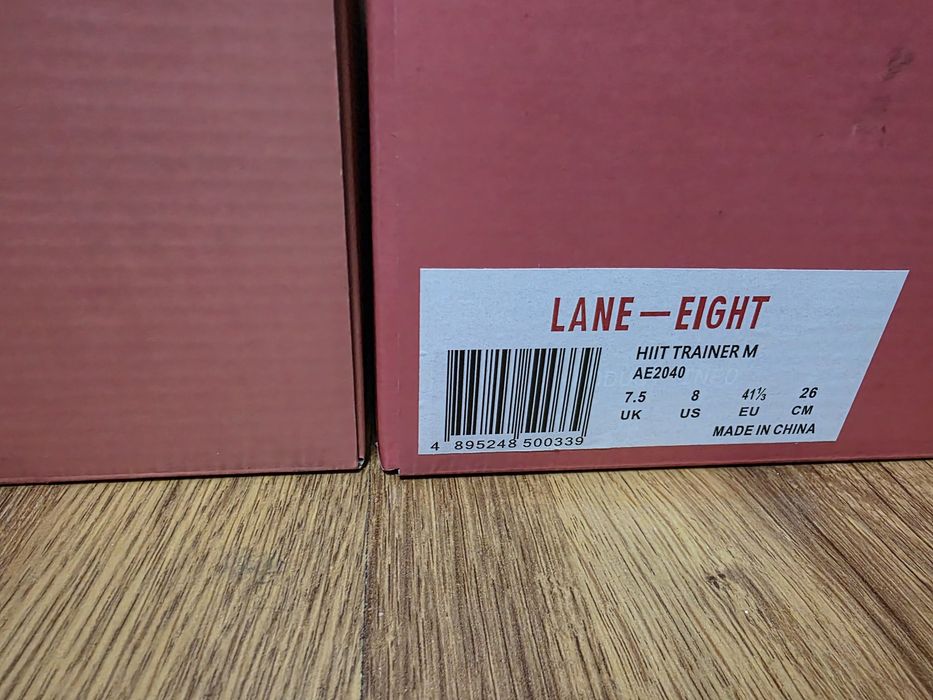 LANE—EIGHT
HIIT TRAINER M
AE2040
7.5 8 41⅓ 26
UK US EU CM
MADE IN CHINA
4 895248 500339